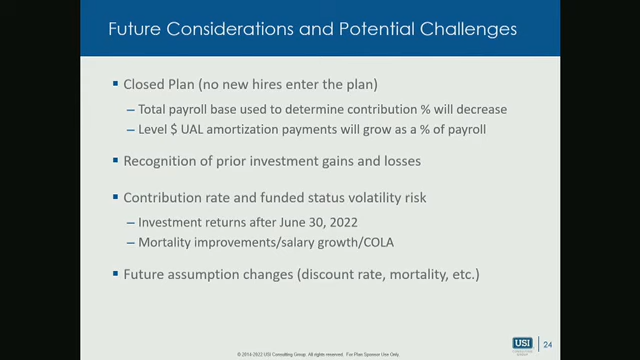 Future Considerations and Potential Challenges
Closed Plan (no new hires enter the plan)
– Total payroll base used to determine contribution % will decrease
– Level $ UAL amortization payments will grow as a % of payroll
Recognition of prior investment gains and losses
Contribution rate and funded status volatility risk
– Investment returns after June 30, 2022
– Mortality improvements/salary growth/COLA
Future assumption changes (discount rate, mortality, etc.)
© 2014-2022 USI Consulting Group. All rights reserved. For Plan Sponsor Use Only.
USI
24